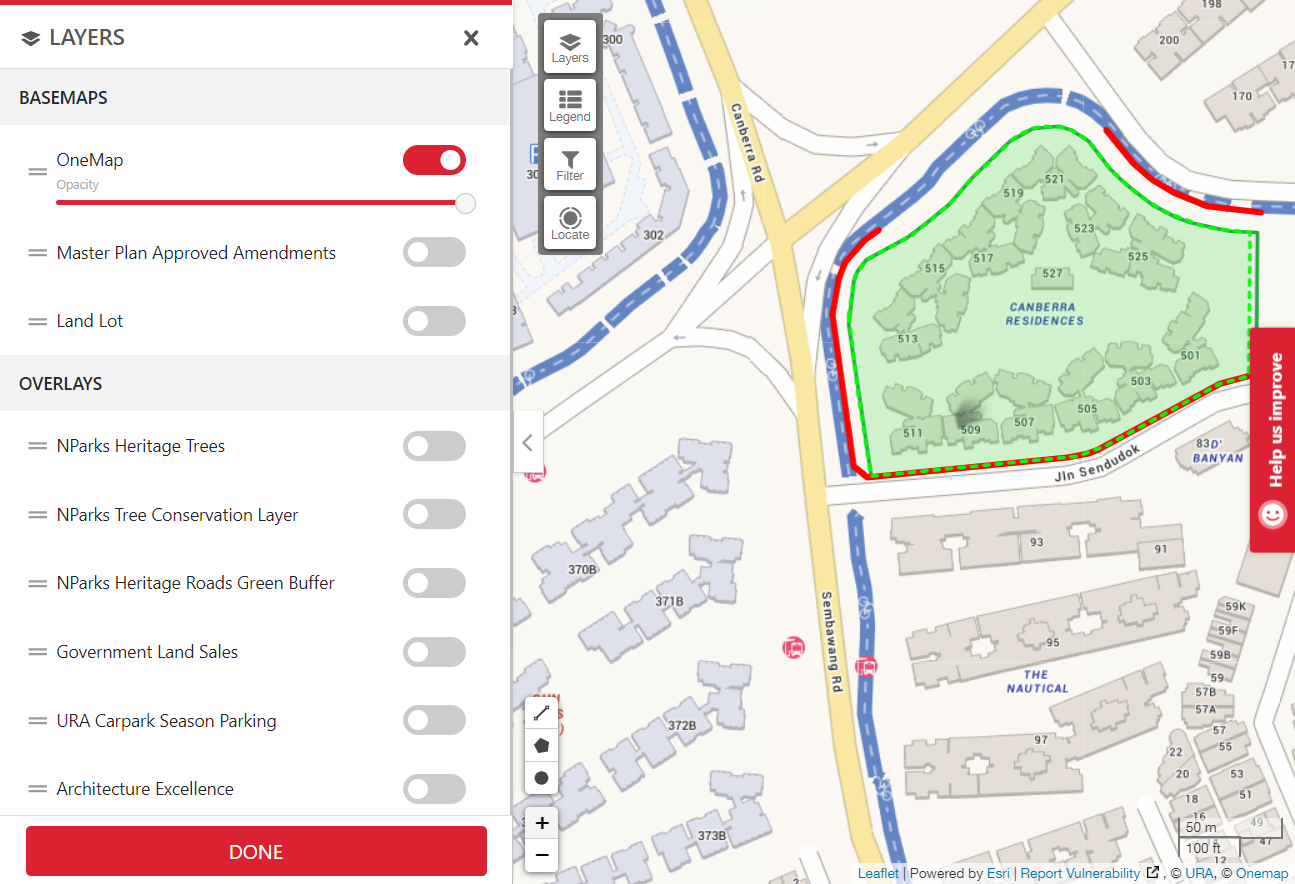 LAYERS
BASEMAPS
OneMap
Opacity
Master Plan Approved Amendments
Land Lot
OVERLAYS
NParks Heritage Trees
NParks Tree Conservation Layer
NParks Heritage Roads Green Buffer
Government Land Sales
URA Carpark Season Parking
Architecture Excellence
DONE
Layers
Legend
Filter
Locate
300
302
Canberra Rd
198
200
170
521
519
523
517
525
515
527
CANBERRA
RESIDENCES
513
501
503
505
507
509
511
Help us improve
83D'
BANYAN
Jln Sendudok
93
91
370B
371B
372B
373B
Sembawang Rd
95
THE
NAUTICAL
97
59K
59F
59B
59
57B
57A
57
55
53
51
49
47
22
20
18
16
12
+
−
50 m
100 ft
Leaflet | Powered by Esri | Report Vulnerability , © URA, © Onemap